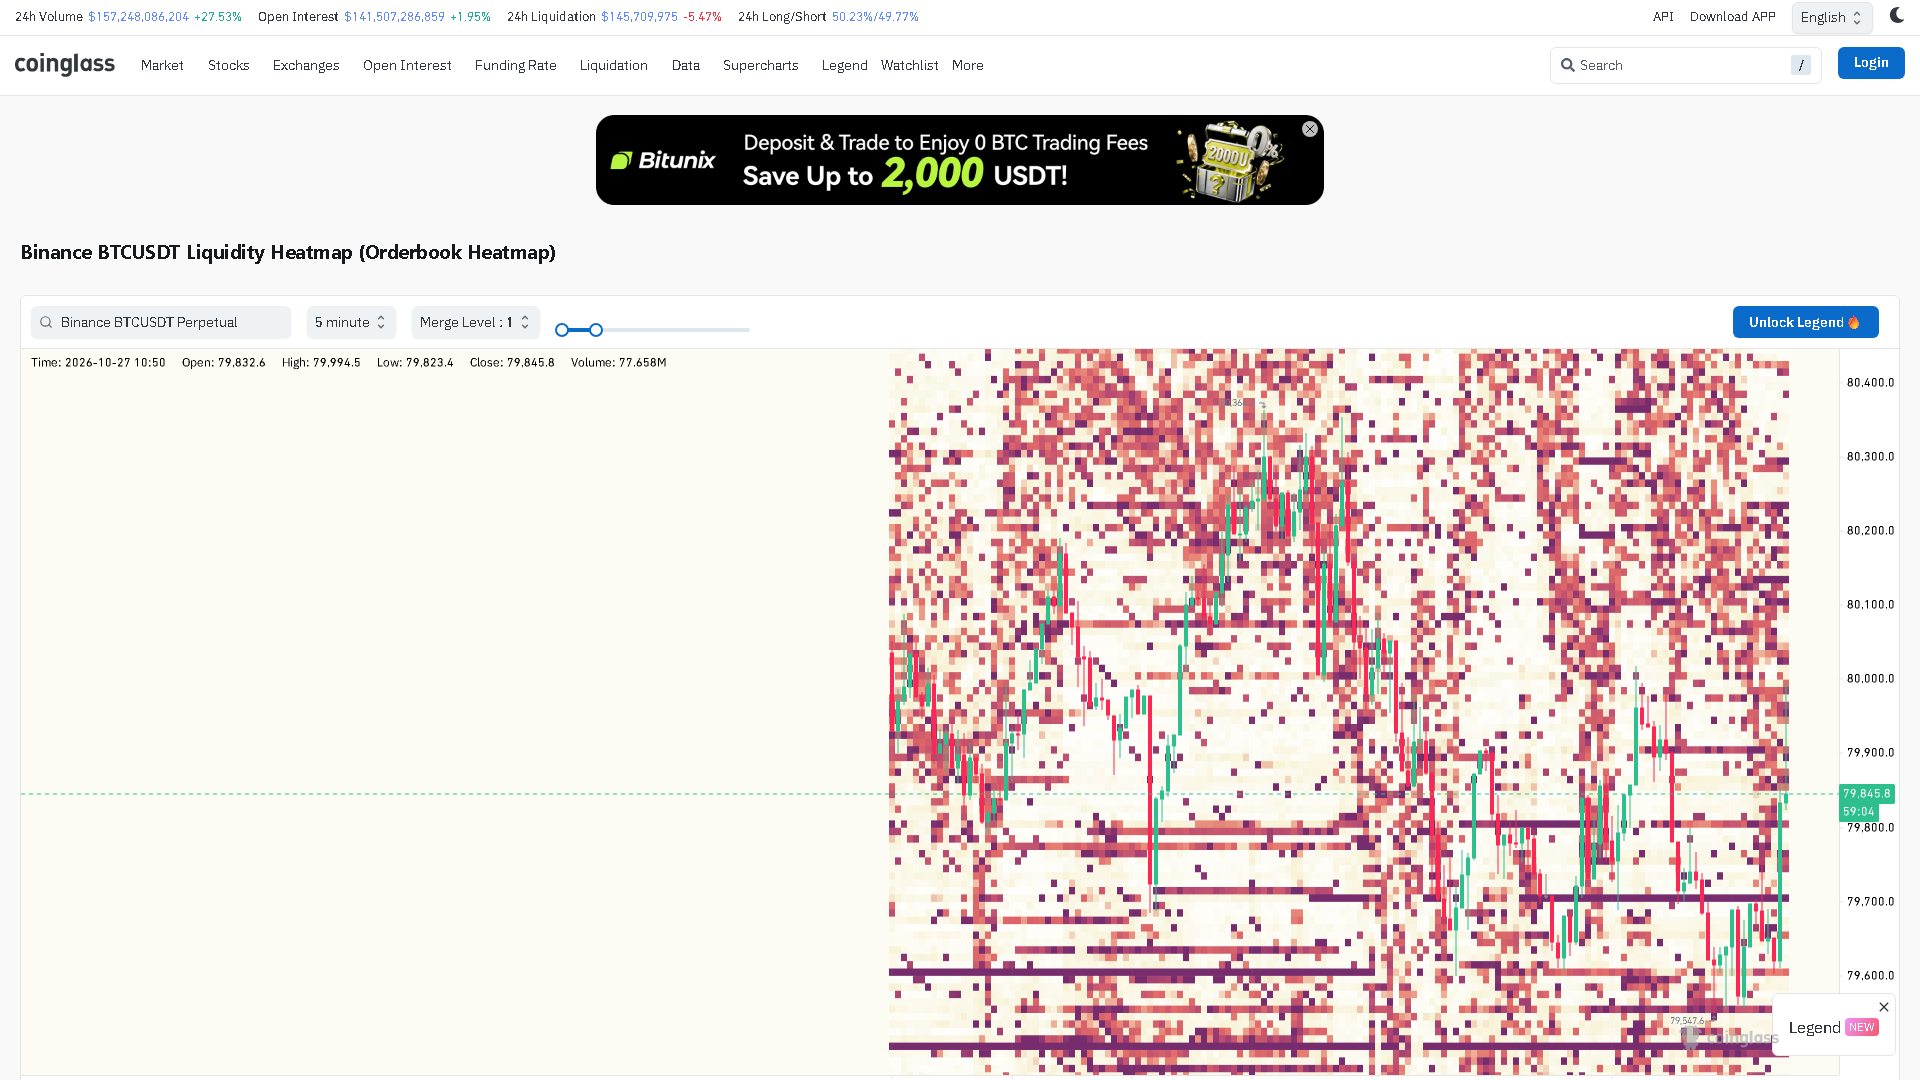 24h Volume $157,248,086,204 +27.53% Open Interest $141,507,286,859 +1.95% 24h Liquidation $145,709,975 -5.47% 24h Long/Short 50.23%/49.77% API Download APP English
coinglass Market Stocks Exchanges Open Interest Funding Rate Liquidation Data Supercharts Legend Watchlist More Search / Login
Bitunix
Deposit & Trade to Enjoy 0 BTC Trading Fees
Save Up to 2,000 USDT!
2000U
Binance BTCUSDT Liquidity Heatmap (Orderbook Heatmap)
Binance BTCUSDT Perpetual 5 minute Merge Level : 1 Unlock Legend
Time: 2026-10-27 10:50 Open: 79,832.6 High: 79,994.5 Low: 79,823.4 Close: 79,845.8 Volume: 77.658M
80,400.0
80,300.0
80,200.0
80,100.0
80,000.0
79,900.0
79,845.8
59:04
79,800.0
79,700.0
79,600.0
79,547.6
coinglass
Legend NEW